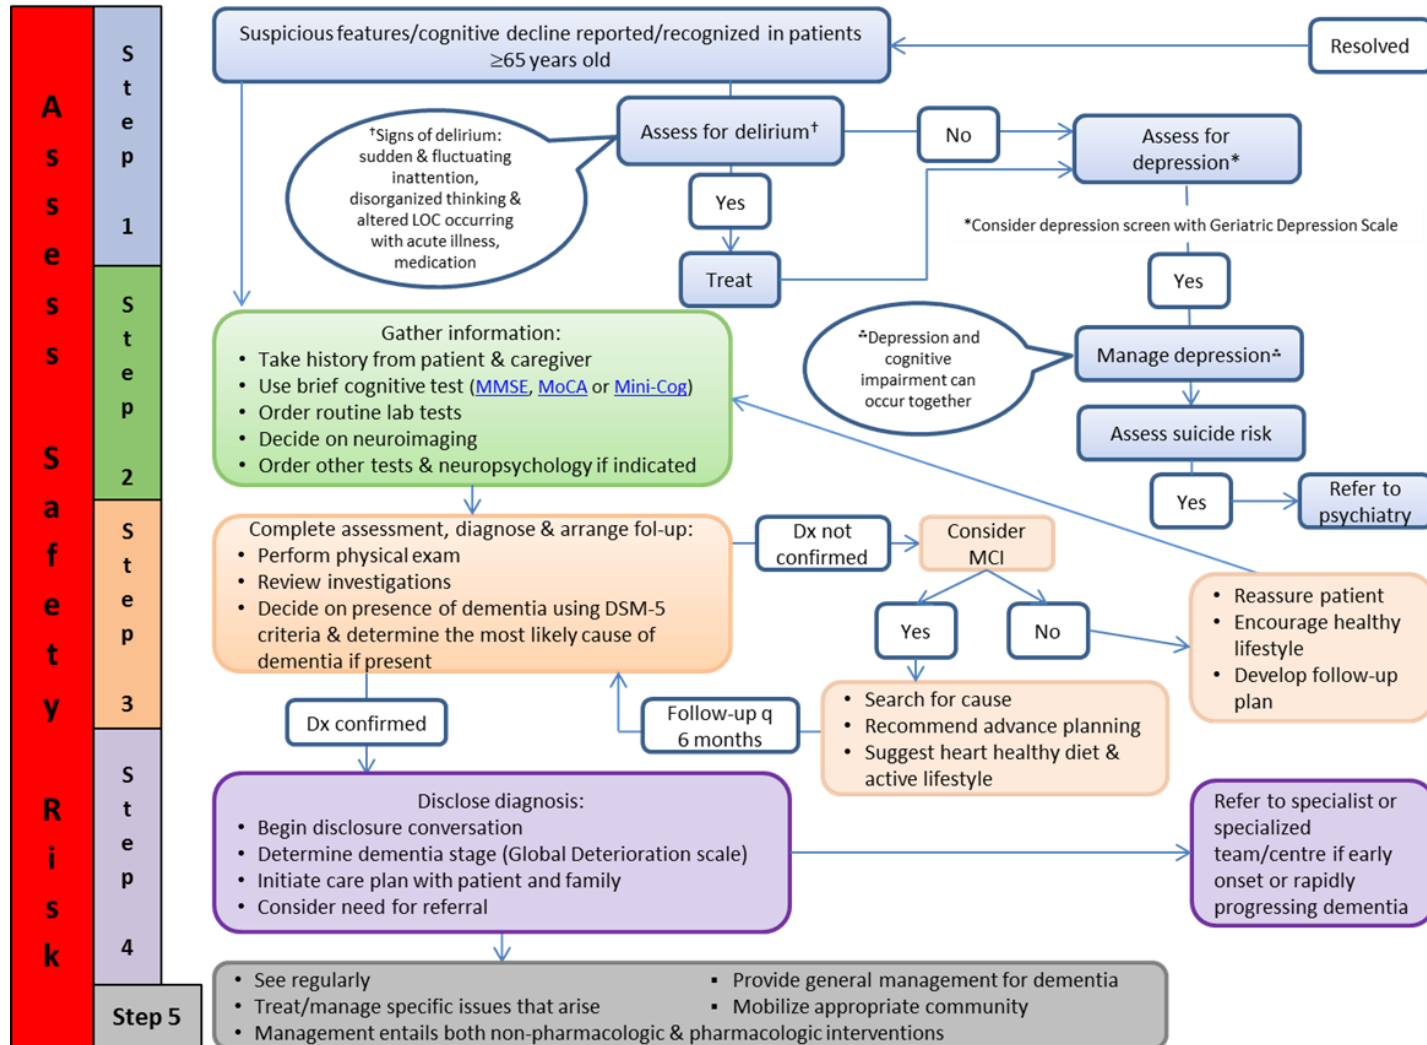 Assess Safety Risk
Step 1
Suspicious features/cognitive decline reported/recognized in patients
≥65 years old
Resolved
Assess for delirium†
No
Assess for
depression*
†Signs of delirium:
sudden & fluctuating
inattention,
disorganized thinking &
altered LOC occurring
with acute illness,
medication
Yes
Treat
*Consider depression screen with Geriatric Depression Scale
Yes
Manage depression⁂
⁂Depression and
cognitive
impairment can
occur together
Assess suicide risk
Yes
Refer to
psychiatry
Step 2
Gather information:
• Take history from patient & caregiver
• Use brief cognitive test (MMSE, MoCA or Mini-Cog)
• Order routine lab tests
• Decide on neuroimaging
• Order other tests & neuropsychology if indicated
Step 3
Complete assessment, diagnose & arrange fol-up:
• Perform physical exam
• Review investigations
• Decide on presence of dementia using DSM-5
criteria & determine the most likely cause of
dementia if present
Dx not
confirmed
Consider
MCI
Yes
No
• Reassure patient
• Encourage healthy
lifestyle
• Develop follow-up
plan
• Search for cause
• Recommend advance planning
• Suggest heart healthy diet &
active lifestyle
Follow-up q
6 months
Dx confirmed
Step 4
Disclose diagnosis:
• Begin disclosure conversation
• Determine dementia stage (Global Deterioration scale)
• Initiate care plan with patient and family
• Consider need for referral
Refer to specialist or
specialized
team/centre if early
onset or rapidly
progressing dementia
Step 5
• See regularly
• Treat/manage specific issues that arise
• Management entails both non-pharmacologic & pharmacologic interventions
▪ Provide general management for dementia
▪ Mobilize appropriate community